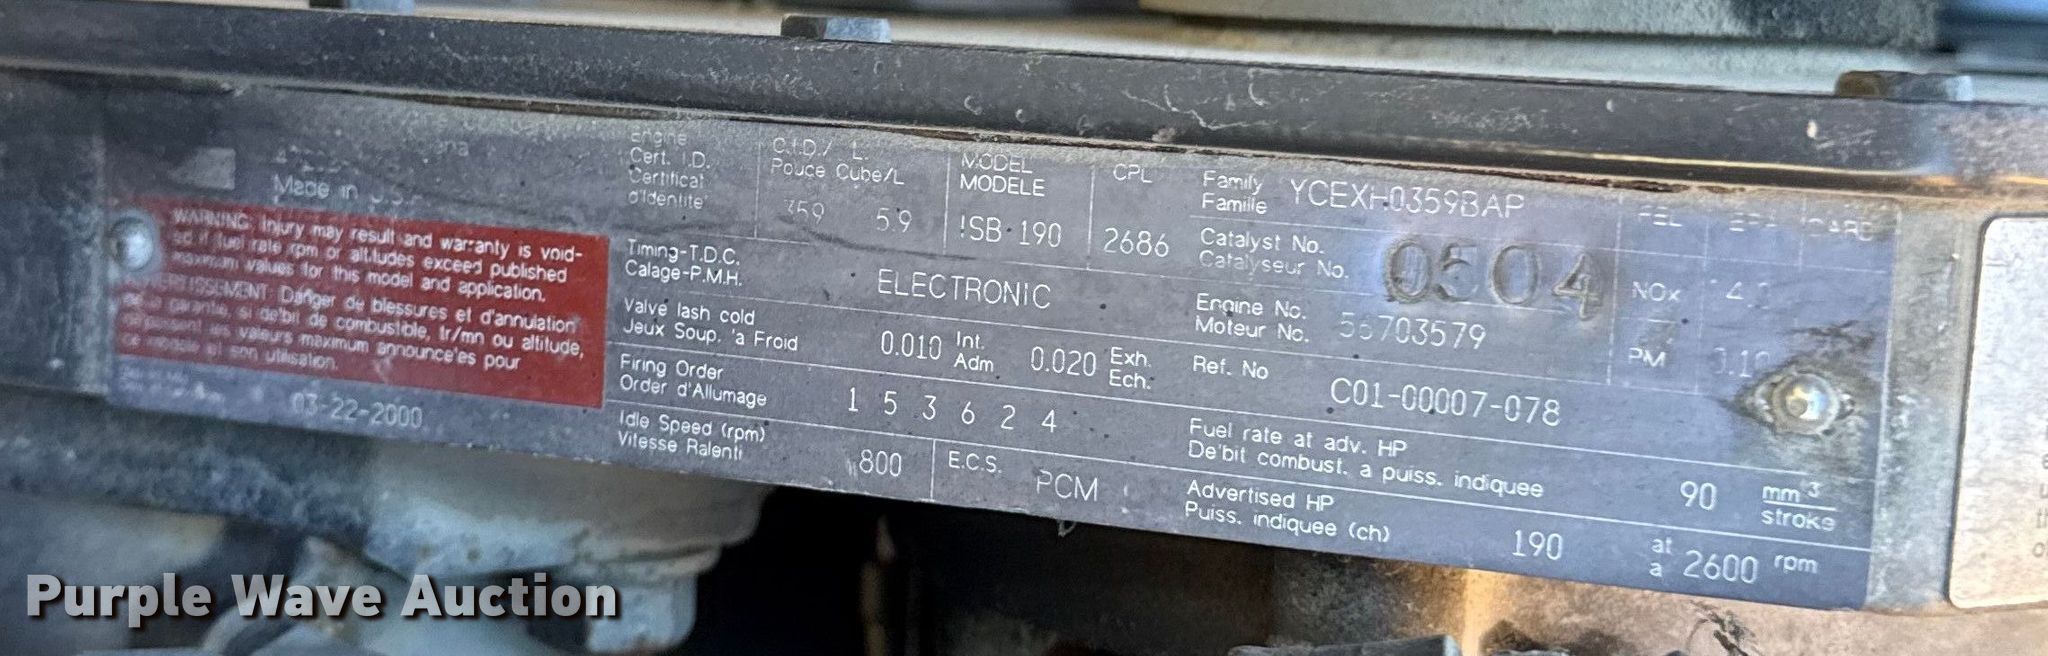 Made in U.S.A.
WARNING: Injury may result and warranty is void-
ed if fuel rate rpm or altitudes exceed published
maximum values for this model and application.
Danger de blessures et d'annulation
de la garantie, si de'bit de combustible, tr/mn ou altitude,
de'passent les valeurs maximum announce'es pour
ce modele et son utilisation.
03-22-2000
Engine
Cert. I.D.
Certificat
d'Identite'
C.I.D./ L.
Pouce Cube/L
359 5.9
MODEL
MODELE
ISB 190
CPL
2686
Family
Famille
YCEXH0359BAP
Catalyst No.
Catalyseur No.
0504
Timing-T.D.C.
Calage-P.M.H.
ELECTRONIC
Engine No.
Moteur No.
56703579
Valve lash cold
Jeux Soup. 'a Froid
0.010 Int.
Adm
0.020 Exh.
Ech.
Ref. No
C01-00007-078
Firing Order
Order d'Allumage
1 5 3 6 2 4
Idle Speed (rpm)
Vitesse Ralenti
800
E.C.S.
PCM
Fuel rate at adv. HP
De'bit combust. a puiss. indiquee
90 mm3
stroke
Advertised HP
Puiss. indiquee (ch)
190 at
a 2600 rpm
FEL EPA CARB
NOx
PM
Purple Wave Auction